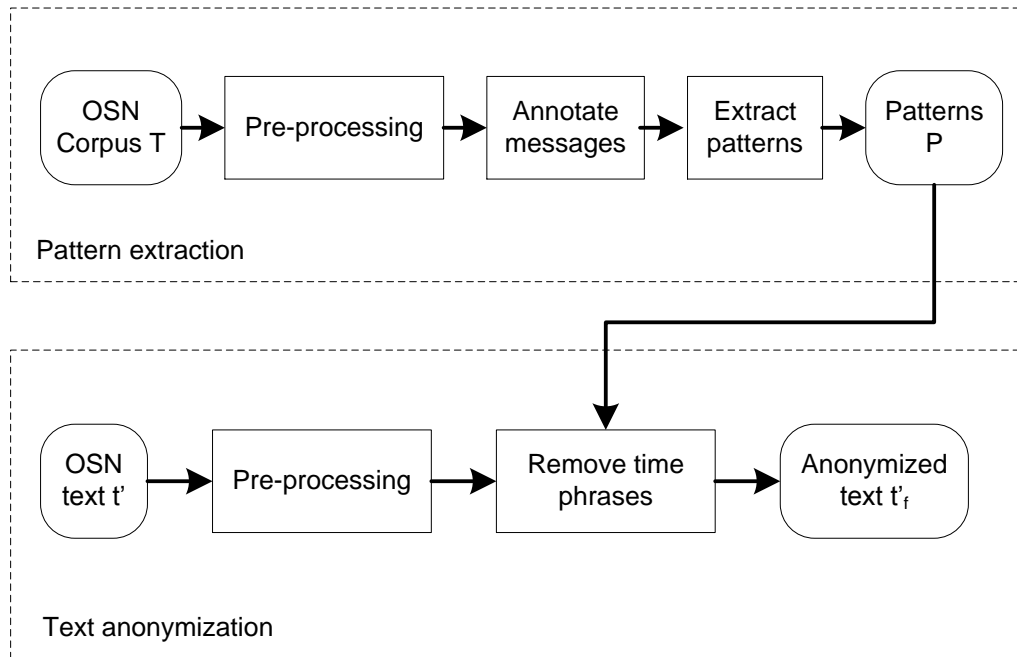 OSN
Corpus T
Pre-processing
Annotate
messages
Extract
patterns
Patterns
P
Pattern extraction
OSN
text t’
Pre-processing
Remove time
phrases
Anonymized
text t’f
Text anonymization